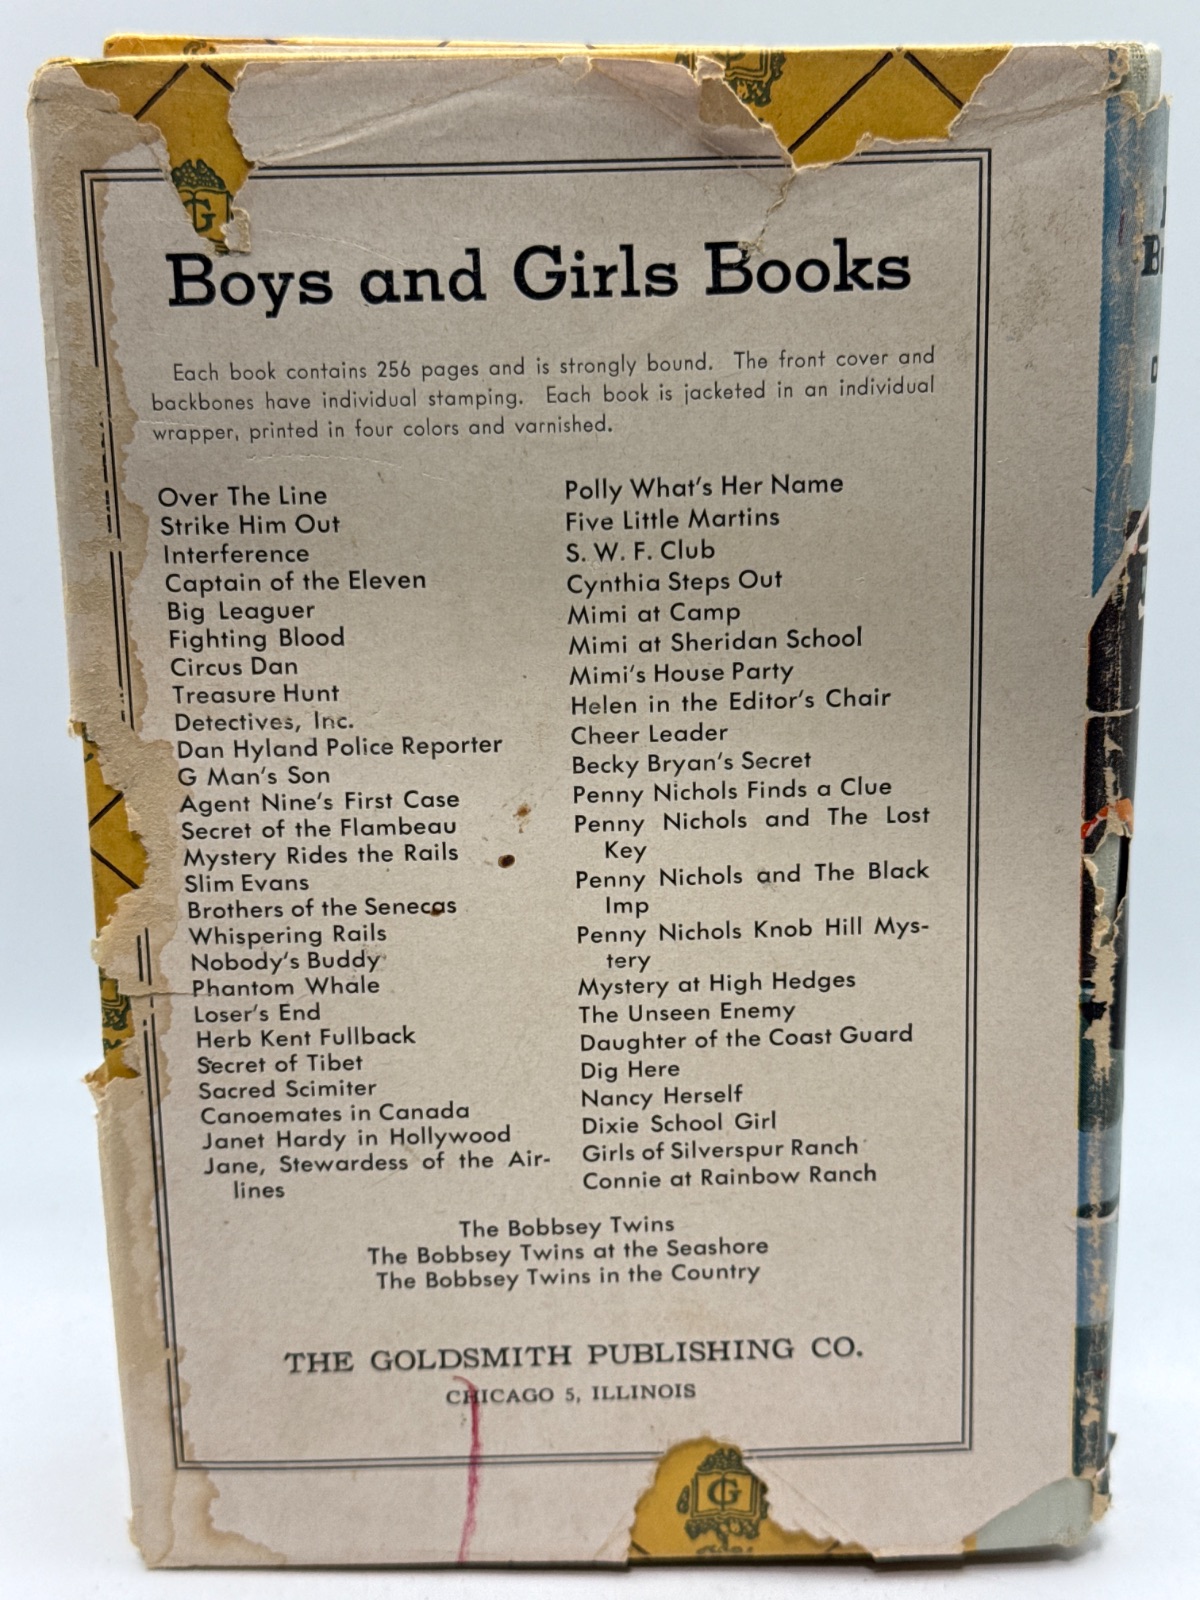 G
Boys and Girls Books
Each book contains 256 pages and is strongly bound. The front cover and
backbones have individual stamping. Each book is jacketed in an individual
wrapper, printed in four colors and varnished.
Over The Line
Strike Him Out
Interference
Captain of the Eleven
Big Leaguer
Fighting Blood
Circus Dan
Treasure Hunt
Detectives, Inc.
Dan Hyland Police Reporter
G Man's Son
Agent Nine's First Case
Secret of the Flambeau
Mystery Rides the Rails
Slim Evans
Brothers of the Senecas
Whispering Rails
Nobody's Buddy
Phantom Whale
Loser's End
Herb Kent Fullback
Secret of Tibet
Sacred Scimiter
Canoemates in Canada
Janet Hardy in Hollywood
Jane, Stewardess of the Air-
lines
Polly What's Her Name
Five Little Martins
S. W. F. Club
Cynthia Steps Out
Mimi at Camp
Mimi at Sheridan School
Mimi's House Party
Helen in the Editor's Chair
Cheer Leader
Becky Bryan's Secret
Penny Nichols Finds a Clue
Penny Nichols and The Lost
Key
Penny Nichols and The Black
Imp
Penny Nichols Knob Hill Mys-
tery
Mystery at High Hedges
The Unseen Enemy
Daughter of the Coast Guard
Dig Here
Nancy Herself
Dixie School Girl
Girls of Silverspur Ranch
Connie at Rainbow Ranch
The Bobbsey Twins
The Bobbsey Twins at the Seashore
The Bobbsey Twins in the Country
THE GOLDSMITH PUBLISHING CO.
CHICAGO 5, ILLINOIS
G